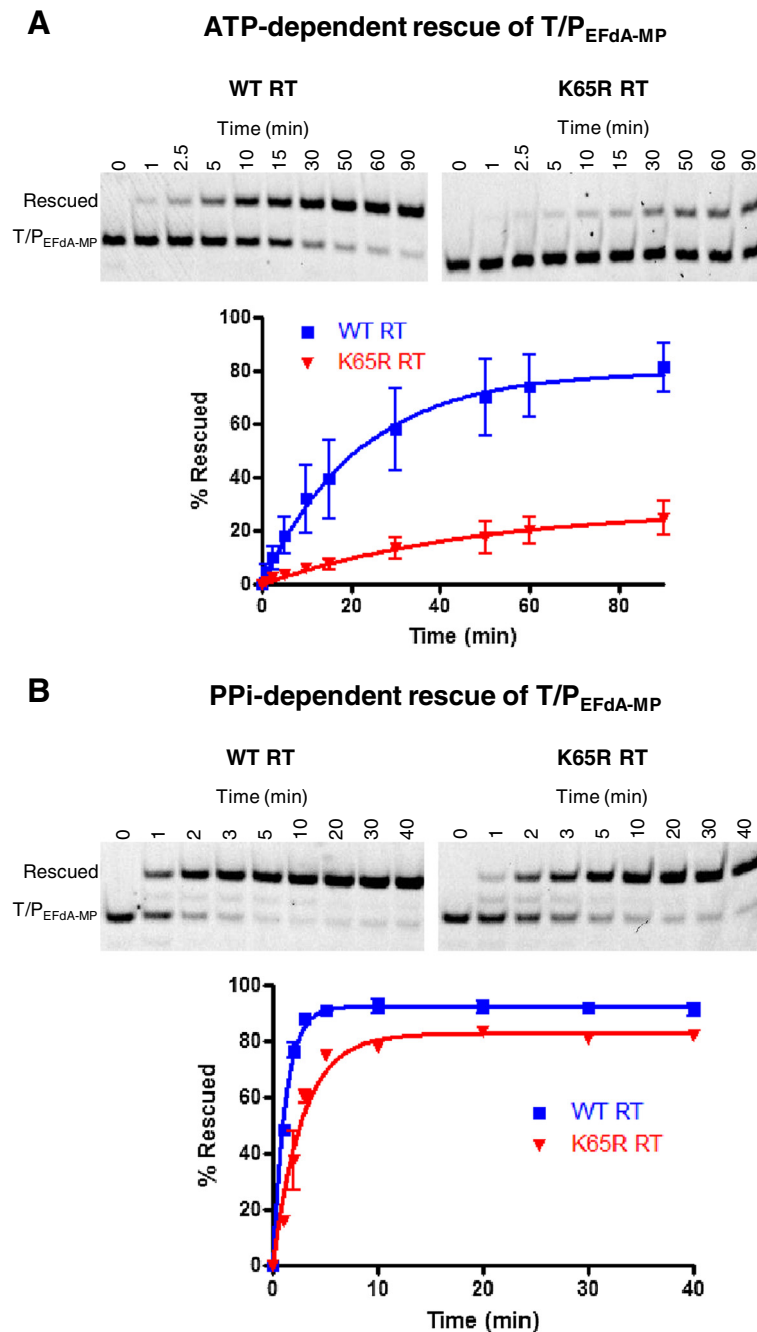 A
ATP-dependent rescue of T/PEFdA-MP
WT RT
K65R RT
Time (min)
Time (min)
0 1 2.5 5 10 15 30 50 60 90
0 1 2.5 5 10 15 30 50 60 90
Rescued
T/PEFdA-MP
100
80
60
40
20
0
% Rescued
WT RT
K65R RT
0 20 40 60 80
Time (min)
B
PPi-dependent rescue of T/PEFdA-MP
WT RT
K65R RT
Time (min)
Time (min)
0 1 2 3 5 10 20 30 40
0 1 2 3 5 10 20 30 40
Rescued
T/PEFdA-MP
100
80
60
40
20
0
% Rescued
WT RT
K65R RT
0 10 20 30 40
Time (min)